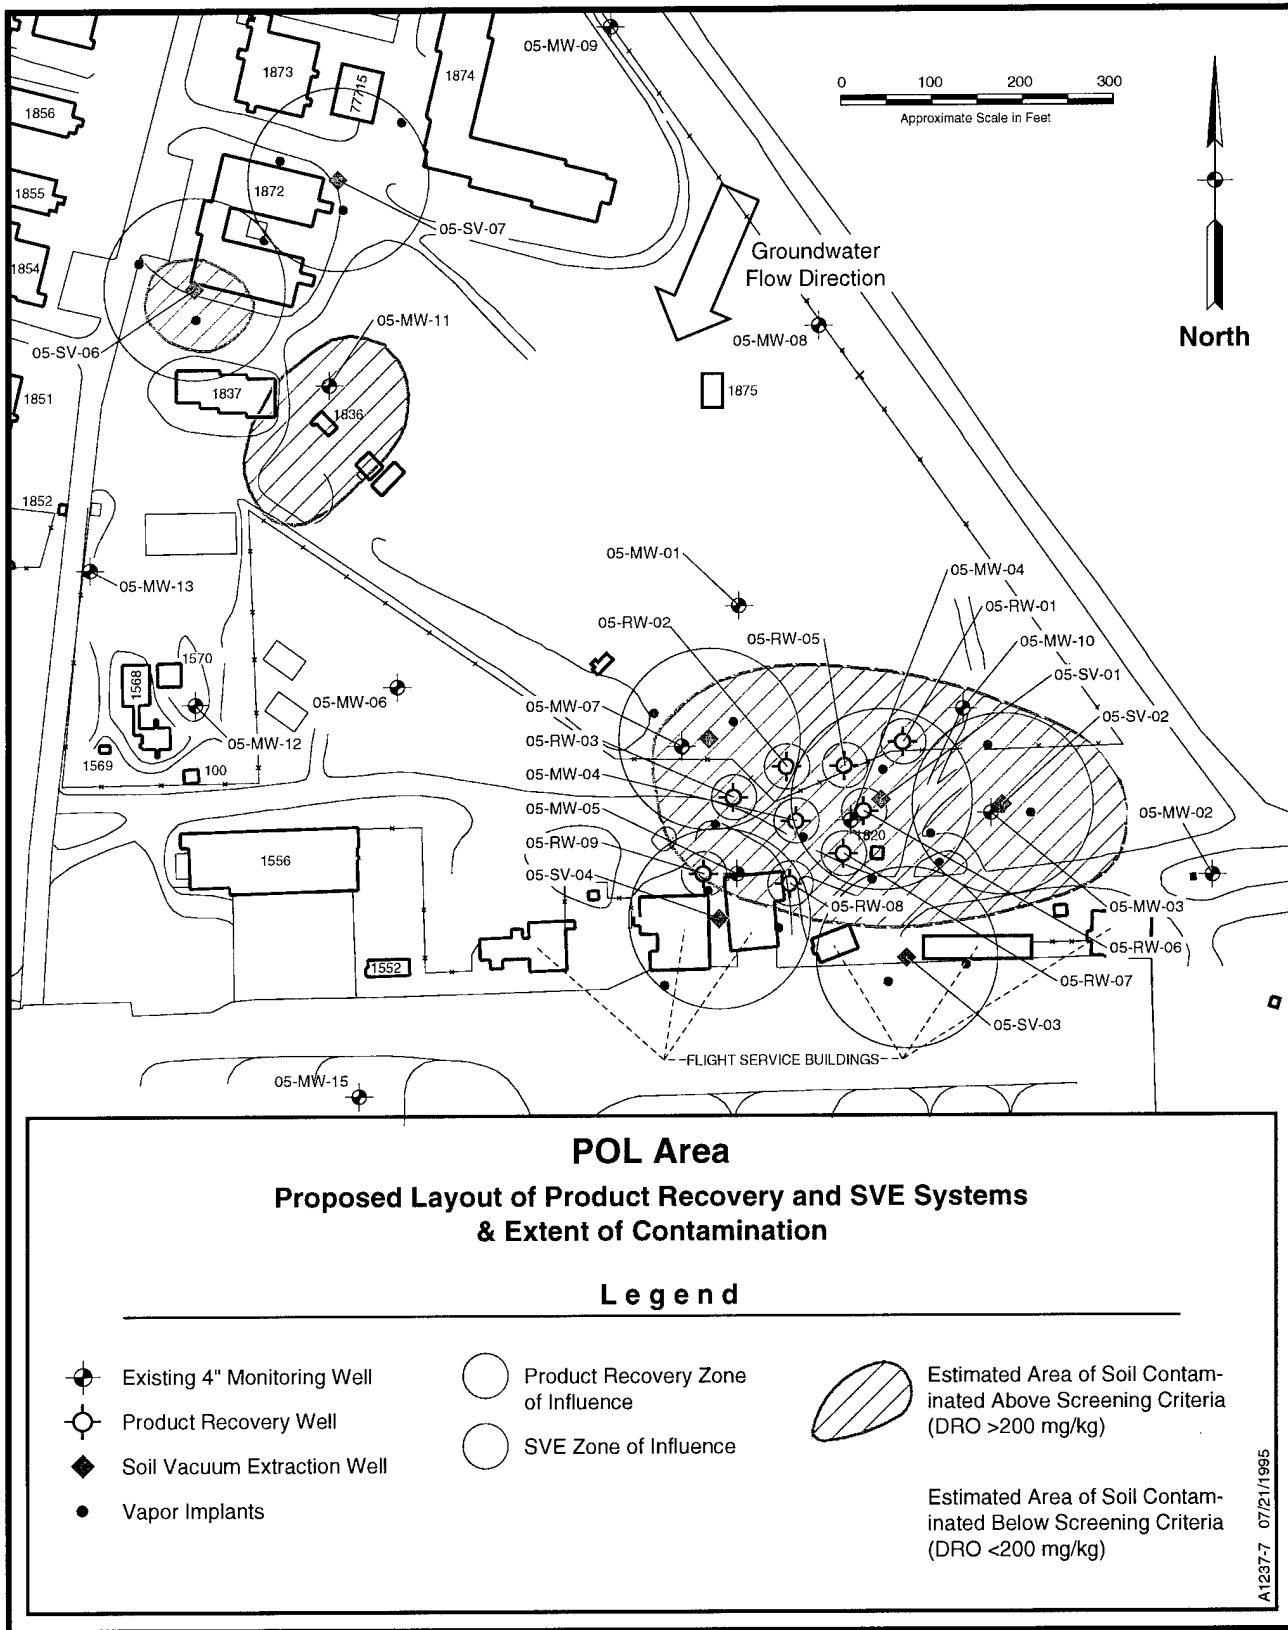 05-MW-09
0 100 200 300
Approximate Scale in Feet
1873
77715
1874
1856
1872
1855
05-SV-07
1854
Groundwater
Flow Direction
North
05-MW-11
05-MW-08
05-SV-06
1851
1837
1836
1875
1852
05-MW-13
05-MW-01
05-MW-04
05-RW-01
05-RW-02
05-RW-05
05-MW-10
05-SV-01
05-SV-02
1570
1568
05-MW-06
05-MW-07
05-RW-03
05-MW-12
1569
100
05-MW-04
05-MW-05
05-MW-02
1820
05-RW-09
1556
05-SV-04
05-RW-08
05-MW-03
05-RW-06
1552
05-RW-07
05-SV-03
FLIGHT SERVICE BUILDINGS
05-MW-15
POL Area
Proposed Layout of Product Recovery and SVE Systems
& Extent of Contamination
Legend
Existing 4" Monitoring Well
Product Recovery Well
Soil Vacuum Extraction Well
Vapor Implants
Product Recovery Zone
of Influence
SVE Zone of Influence
Estimated Area of Soil Contam-
inated Above Screening Criteria
(DRO >200 mg/kg)
Estimated Area of Soil Contam-
inated Below Screening Criteria
(DRO <200 mg/kg)
A1237-7 07/21/1995